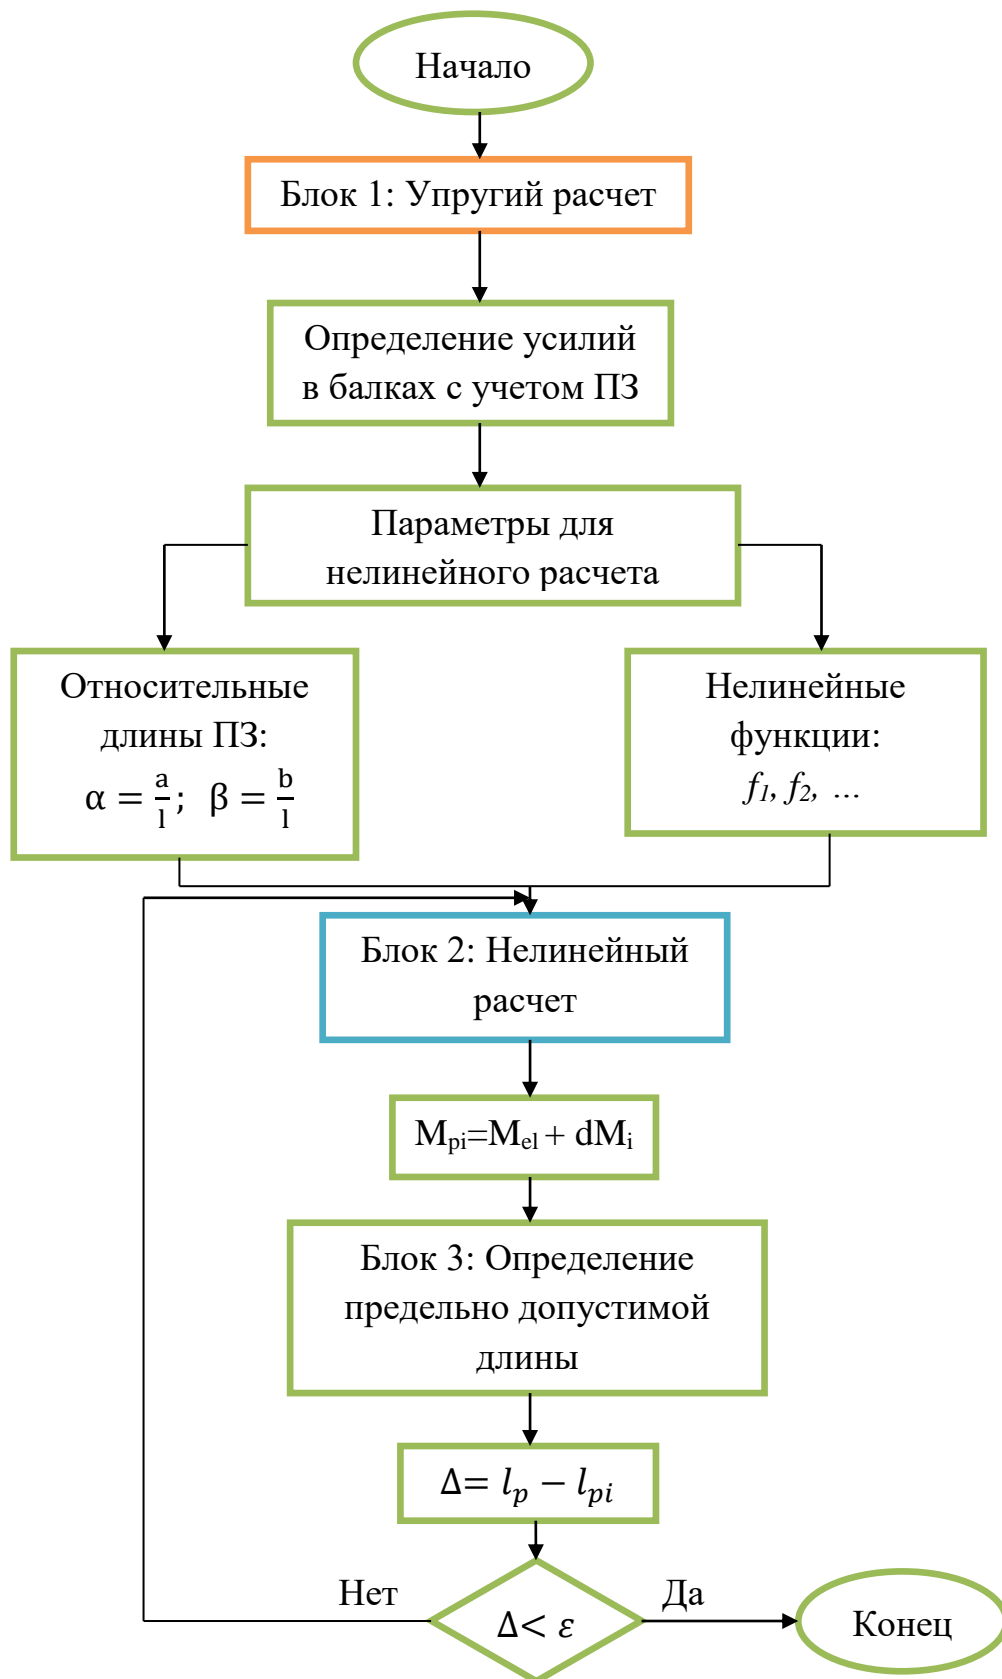 Начало
Блок 1: Упругий расчет
Определение усилий
в балках с учетом ПЗ
Параметры для
нелинейного расчета
Относительные
длины ПЗ:
α = a/l; β = b/l
Нелинейные
функции:
f₁, f₂, ...
Блок 2: Нелинейный
расчет
Mₚᵢ=Mₑₗ + dMᵢ
Блок 3: Определение
предельно допустимой
длины
Δ= lₚ − lₚᵢ
Нет
Δ< ε
Да
Конец